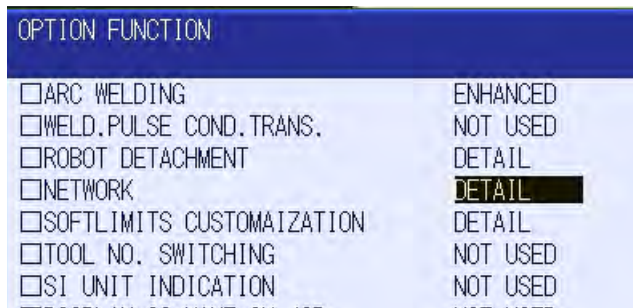 OPTION FUNCTION
□ARC WELDING ENHANCED
□WELD.PULSE COND.TRANS. NOT USED
□ROBOT DETACHMENT DETAIL
□NETWORK DETAIL
□SOFTLIMITS CUSTOMAIZATION DETAIL
□TOOL NO. SWITCHING NOT USED
□SI UNIT INDICATION NOT USED